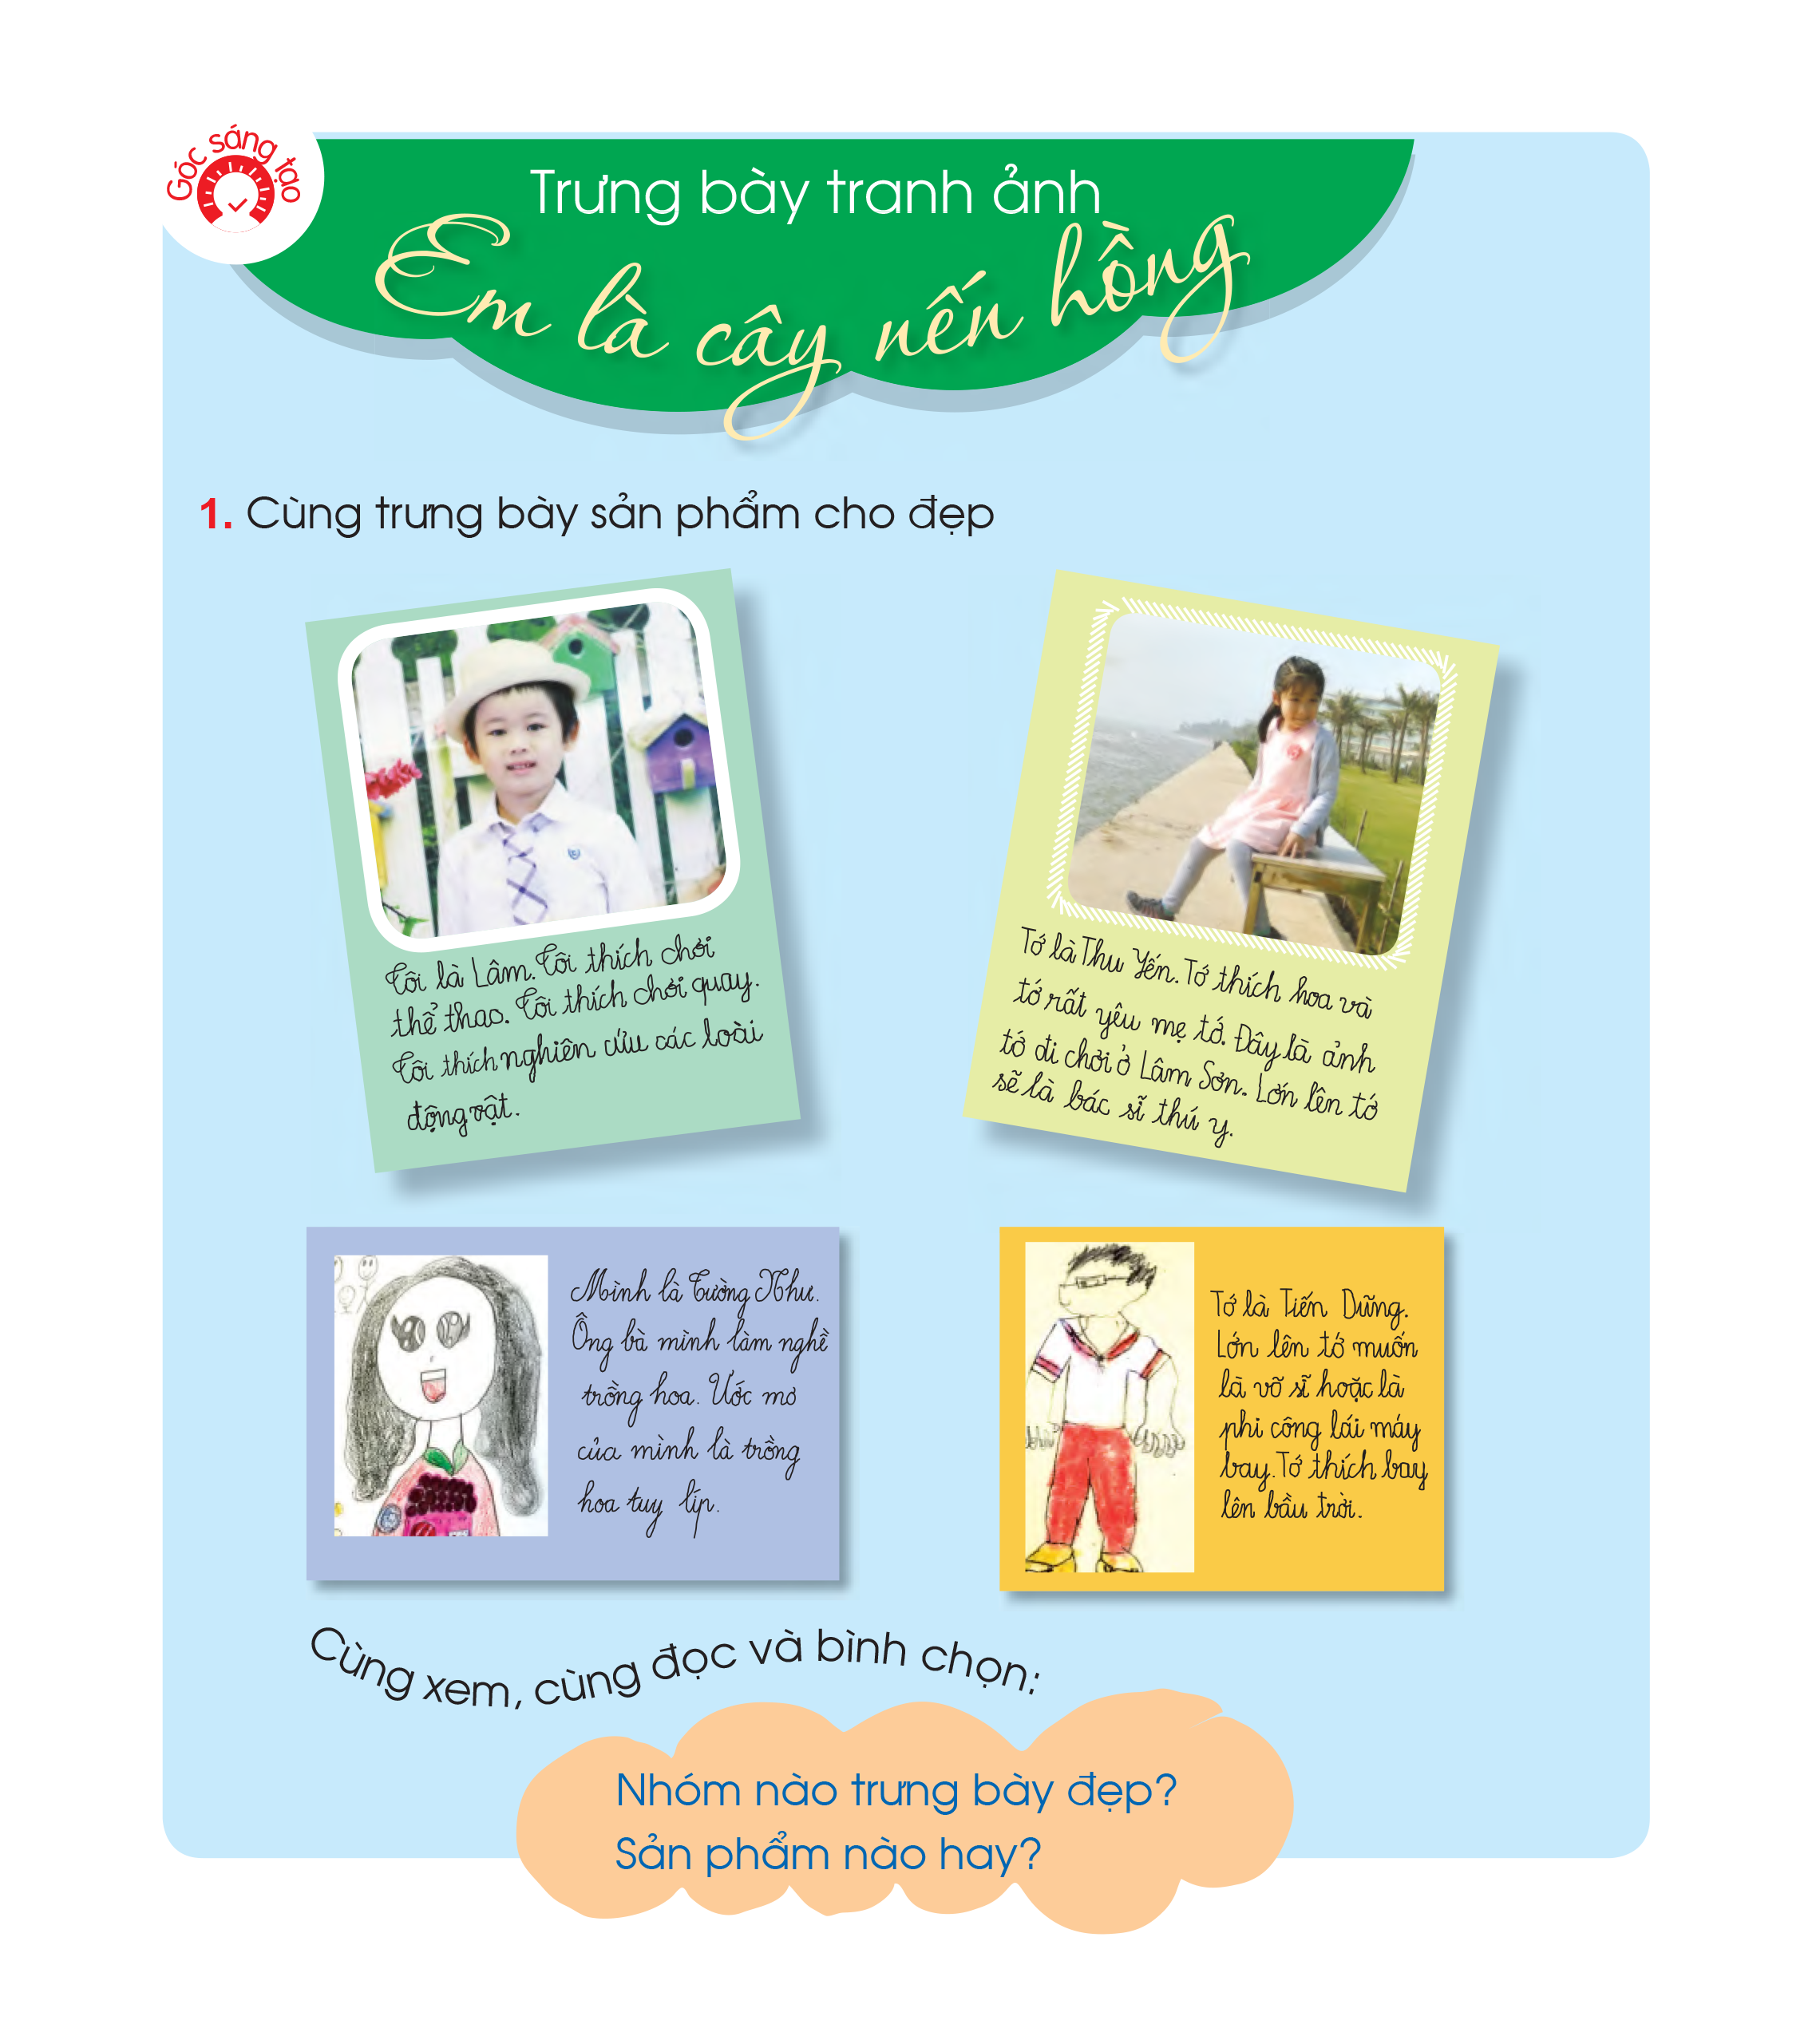 Góc sáng tạo
Trưng bày tranh ảnh
Em là cây nến hồng
1. Cùng trưng bày sản phẩm cho đẹp
Tôi là Lâm. Tôi thích chơi
thể thao. Tôi thích chơi quay.
Tôi thích nghiên cứu các loài
động vật.
Tớ là Thu Yến. Tớ thích hoa và
tớ rất yêu mẹ tớ. Đây là ảnh
tớ đi chơi ở Lâm Sơn. Lớn lên tớ
sẽ là bác sĩ thú y.
Mình là Tường Như.
Ông bà mình làm nghề
trồng hoa. Ước mơ
của mình là trồng
hoa tuy líp.
Tớ là Tiến Dũng.
Lớn lên tớ muốn
là võ sĩ hoặc là
phi công lái máy
bay. Tớ thích bay
lên bầu trời.
Cùng xem, cùng đọc và bình chọn:
Nhóm nào trưng bày đẹp?
Sản phẩm nào hay?